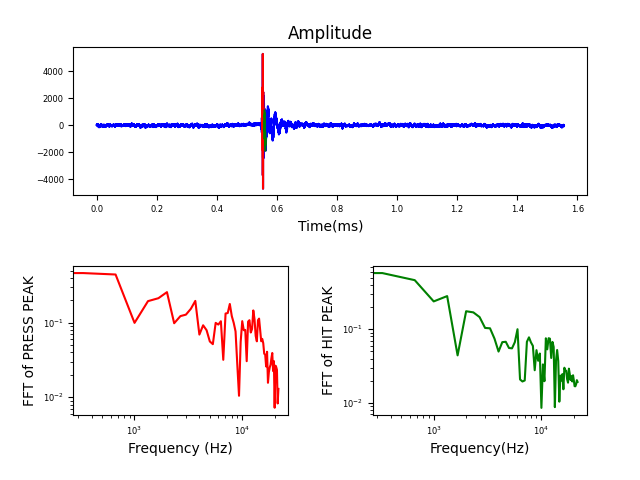 Amplitude
4000
2000
0
−2000
−4000
0.0 0.2 0.4 0.6 0.8 1.0 1.2 1.4 1.6
Time(ms)
FFT of PRESS PEAK
10⁻¹
10⁻²
10³ 10⁴
Frequency (Hz)
FFT of HIT PEAK
10⁻¹
10⁻²
10³ 10⁴
Frequency(Hz)